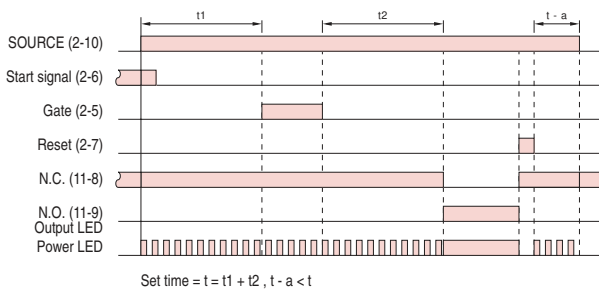 t1
t2
t - a
SOURCE (2-10)
Start signal (2-6)
Gate (2-5)
Reset (2-7)
N.C. (11-8)
N.O. (11-9)
Output LED
Power LED
Set time = t = t1 + t2 , t - a < t